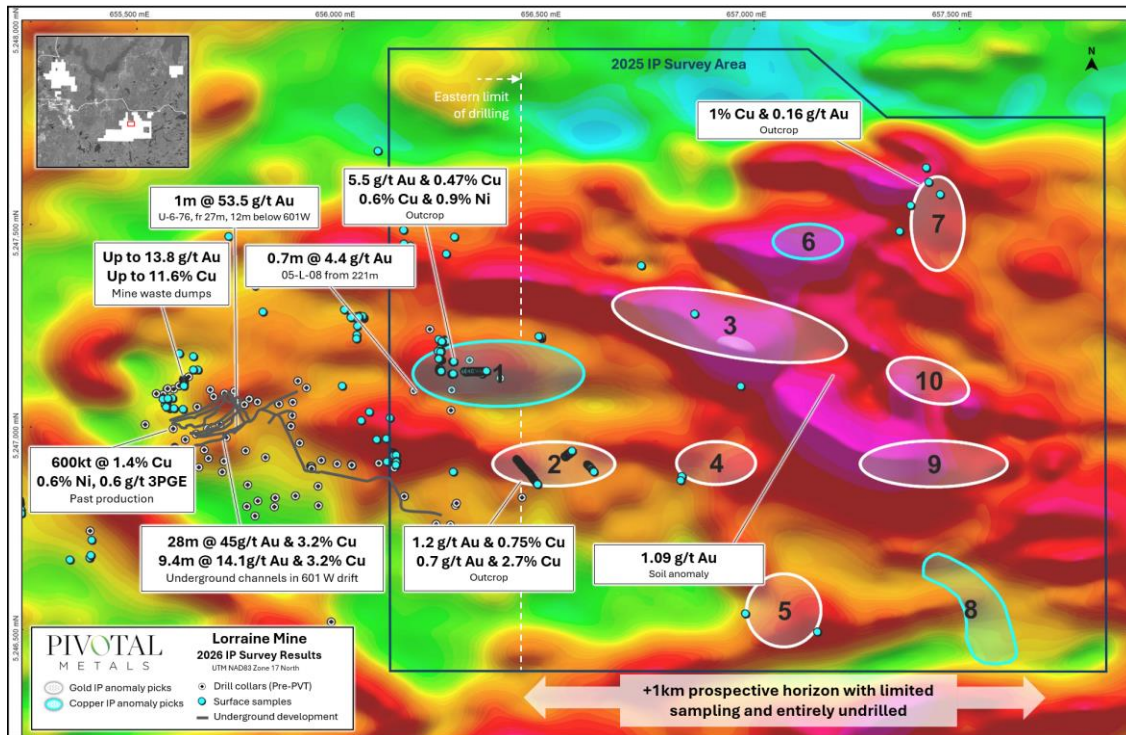 655,500 mE
656,000 mE
656,500 mE
657,000 mE
657,500 mE
5,248,000 mN
5,247,500 mN
5,247,000 mN
5,246,500 mN
2025 IP Survey Area
N
Eastern limit
of drilling
1% Cu & 0.16 g/t Au
Outcrop
5.5 g/t Au & 0.47% Cu
0.6% Cu & 0.9% Ni
Outcrop
1m @ 53.5 g/t Au
U-6-76, fr 27m, 12m below 601W
0.7m @ 4.4 g/t Au
05-L-08 from 221m
Up to 13.8 g/t Au
Up to 11.6% Cu
Mine waste dumps
7
6
3
1
10
2
4
9
600kt @ 1.4% Cu
0.6% Ni, 0.6 g/t 3PGE
Past production
28m @ 45g/t Au & 3.2% Cu
9.4m @ 14.1g/t Au & 3.2% Cu
Underground channels in 601 W drift
1.2 g/t Au & 0.75% Cu
0.7 g/t Au & 2.7% Cu
Outcrop
1.09 g/t Au
Soil anomaly
5
8
PIVOTAL
METALS
Lorraine Mine
2026 IP Survey Results
UTM NAD83 Zone 17 North
Gold IP anomaly picks
Copper IP anomaly picks
Drill collars (Pre-PVT)
Surface samples
Underground development
+1km prospective horizon with limited
sampling and entirely undrilled